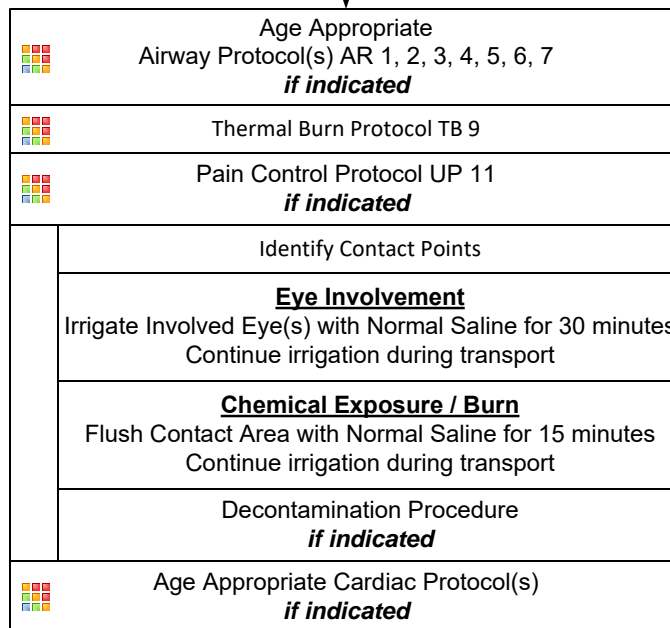 Age Appropriate
Airway Protocol(s) AR 1, 2, 3, 4, 5, 6, 7
if indicated
Thermal Burn Protocol TB 9
Pain Control Protocol UP 11
if indicated
Identify Contact Points
Eye Involvement
Irrigate Involved Eye(s) with Normal Saline for 30 minutes
Continue irrigation during transport
Chemical Exposure / Burn
Flush Contact Area with Normal Saline for 15 minutes
Continue irrigation during transport
Decontamination Procedure
if indicated
Age Appropriate Cardiac Protocol(s)
if indicated